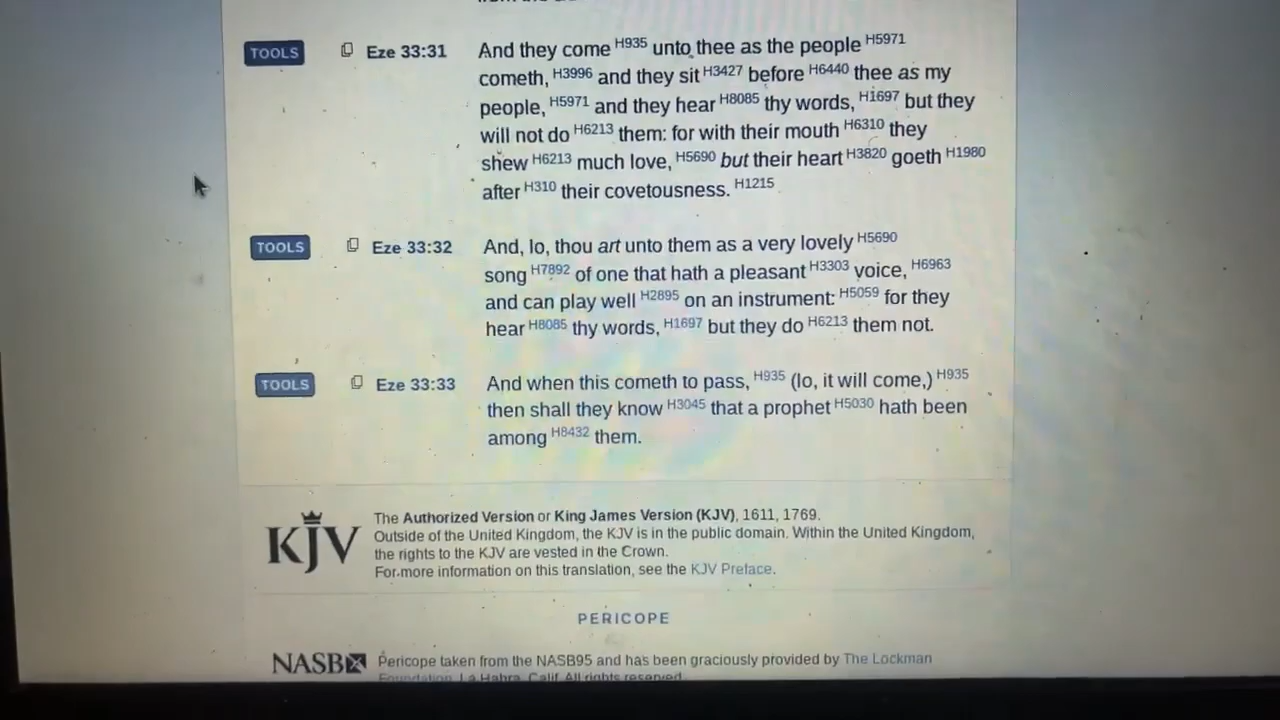 TOOLS Eze 33:31 And they come H935 unto thee as the people H5971
cometh, H3996 and they sit H3427 before H6440 thee as my
people, H5971 and they hear H8085 thy words, H1697 but they
will not do H6213 them: for with their mouth H6310 they
shew H6213 much love, H5690 but their heart H3820 goeth H1980
after H310 their covetousness. H1215
TOOLS Eze 33:32 And, lo, thou art unto them as a very lovely H5690
song H7892 of one that hath a pleasant H3303 voice, H6963
and can play well H2895 on an instrument: H5059 for they
hear H8085 thy words, H1697 but they do H6213 them not.
TOOLS Eze 33:33 And when this cometh to pass, H935 (lo, it will come,) H935
then shall they know H3045 that a prophet H5030 hath been
among H8432 them.
KJV
The Authorized Version or King James Version (KJV), 1611, 1769.
Outside of the United Kingdom, the KJV is in the public domain. Within the United Kingdom,
the rights to the KJV are vested in the Crown.
For more information on this translation, see the KJV Preface.
PERICOPE
NASB
Pericope taken from the NASB95 and has been graciously provided by The Lockman
Foundation, La Habra, Calif. All rights reserved.